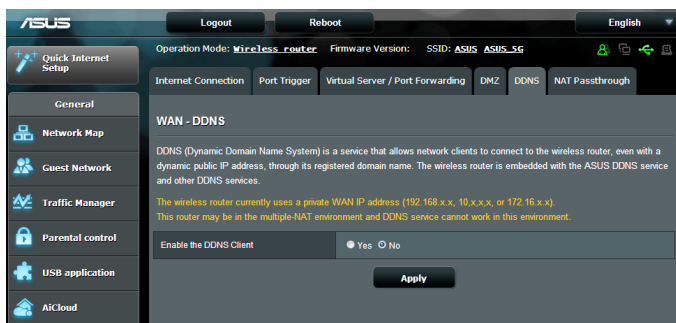 ASUS Logout Reboot English
Operation Mode: Wireless router Firmware Version: SSID: ASUS ASUS_5G
Quick Internet
Setup
Internet Connection Port Trigger Virtual Server / Port Forwarding DMZ DDNS NAT Passthrough
General
Network Map
Guest Network
Traffic Manager
Parental control
USB application
AiCloud
WAN - DDNS
DDNS (Dynamic Domain Name System) is a service that allows network clients to connect to the wireless router, even with a
dynamic public IP address, through its registered domain name. The wireless router is embedded with the ASUS DDNS service
and other DDNS services.
The wireless router currently uses a private WAN IP address (192.168.x.x, 10,x,x,x, or 172.16.x.x).
This router may be in the multiple-NAT environment and DDNS service cannot work in this environment.
Enable the DDNS Client Yes No
Apply